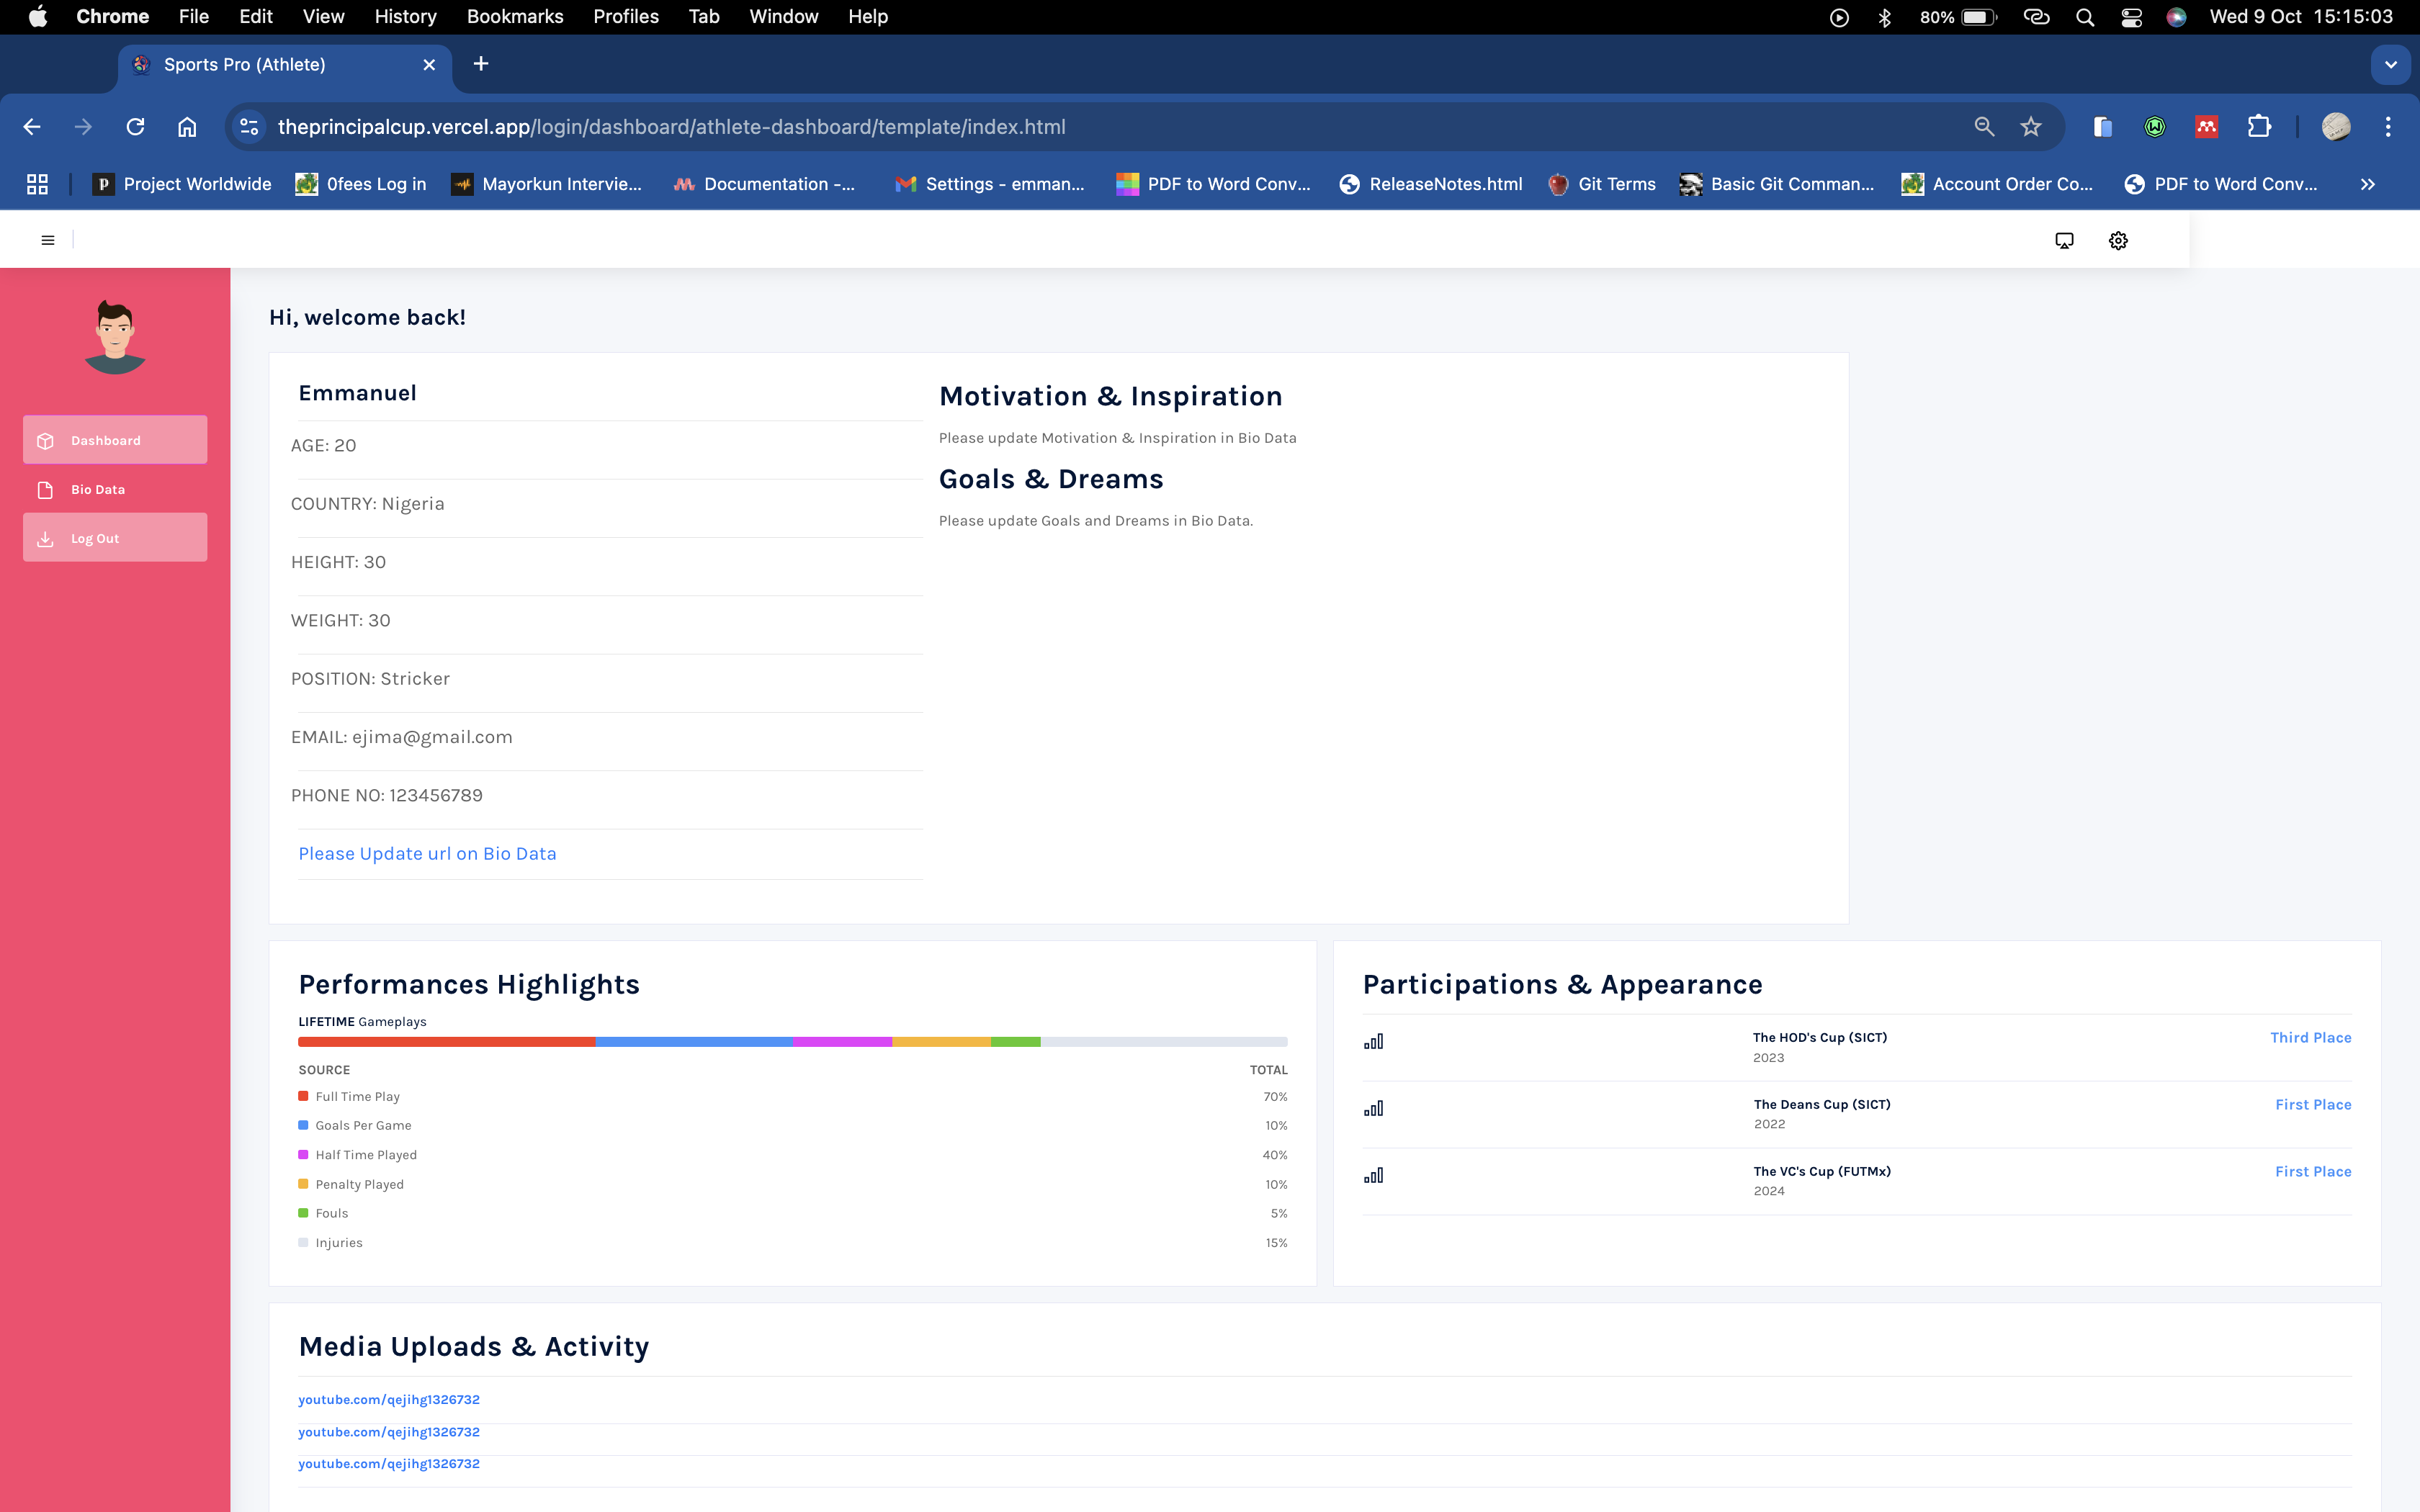 Chrome File Edit View History Bookmarks Profiles Tab Window Help 80% Wed 9 Oct 15:15:03
Sports Pro (Athlete)
theprincipalcup.vercel.app/login/dashboard/athlete-dashboard/template/index.html
Project Worldwide 0fees Log in Mayorkun Intervie... Documentation -... Settings - emman... PDF to Word Conv... ReleaseNotes.html Git Terms Basic Git Comman... Account Order Co... PDF to Word Conv...
Dashboard
Bio Data
Log Out
Hi, welcome back!
Emmanuel
AGE: 20
COUNTRY: Nigeria
HEIGHT: 30
WEIGHT: 30
POSITION: Stricker
EMAIL: ejima@gmail.com
PHONE NO: 123456789
Please Update url on Bio Data
Motivation & Inspiration
Please update Motivation & Inspiration in Bio Data
Goals & Dreams
Please update Goals and Dreams in Bio Data.
Performances Highlights
LIFETIME Gameplays
SOURCE TOTAL
Full Time Play 70%
Goals Per Game 10%
Half Time Played 40%
Penalty Played 10%
Fouls 5%
Injuries 15%
Participations & Appearance
The HOD's Cup (SICT) Third Place
2023
The Deans Cup (SICT) First Place
2022
The VC's Cup (FUTMx) First Place
2024
Media Uploads & Activity
youtube.com/qejihg1326732
youtube.com/qejihg1326732
youtube.com/qejihg1326732